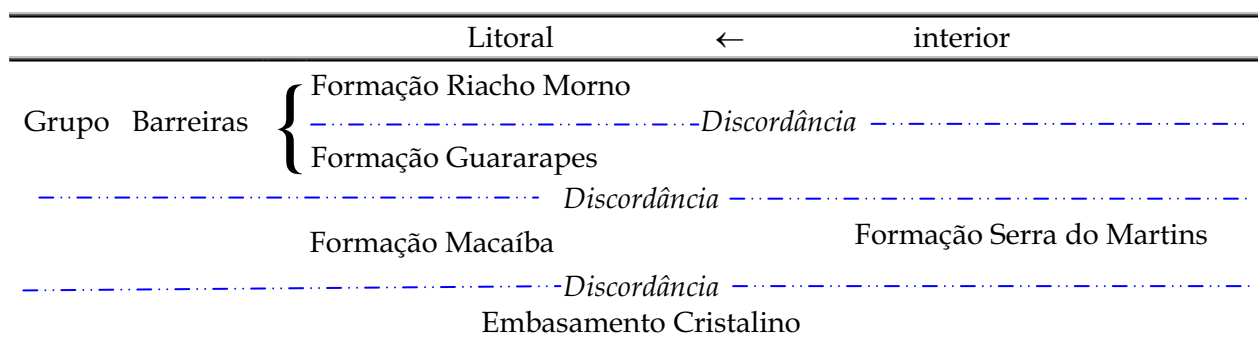 Litoral ← interior
Formação Riacho Morno
Grupo Barreiras { Discordância
Formação Guararapes
Discordância
Formação Macaíba Formação Serra do Martins
Discordância
Embasamento Cristalino